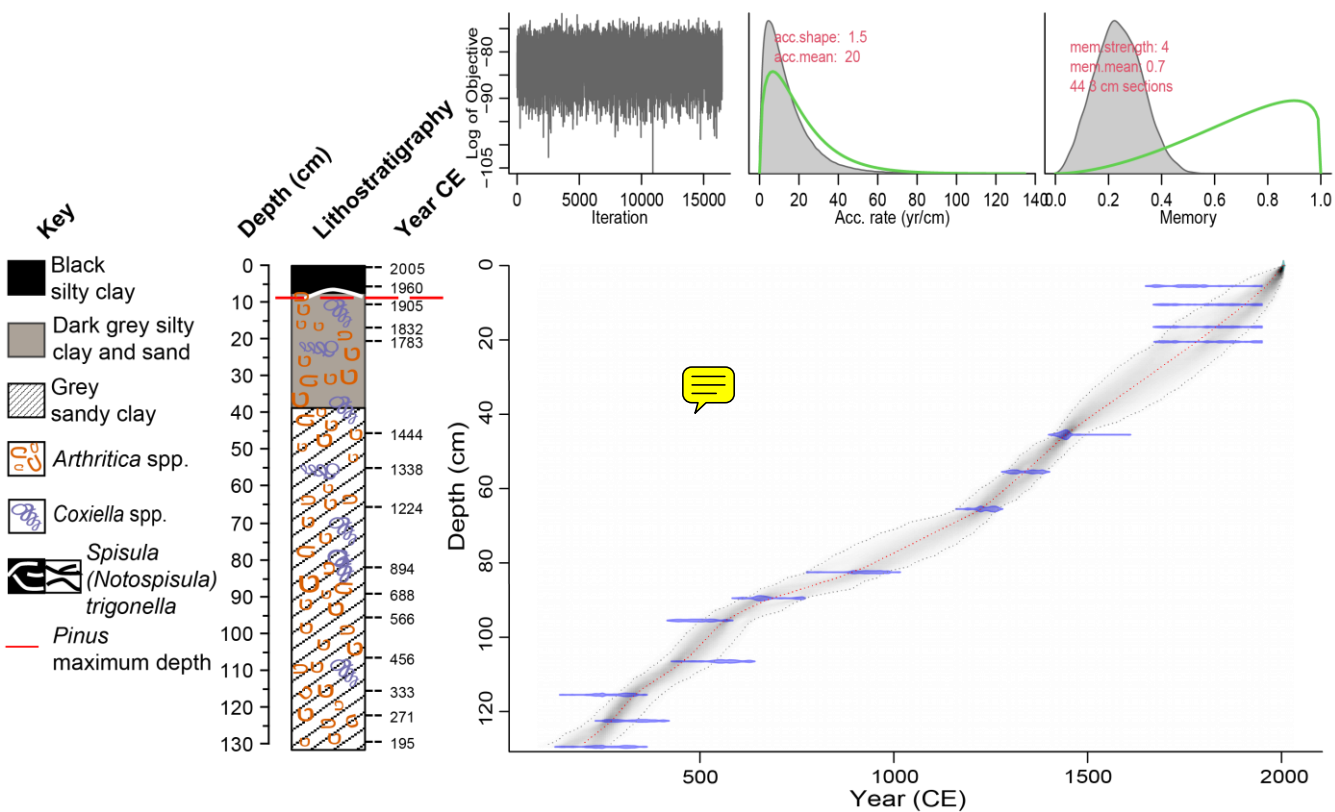 Log of Objective
−80
−90
−105
0
5000
10000
15000
Iteration
acc.shape: 1.5
acc.mean: 20
0 20 40 60 80 100 120 140
Acc. rate (yr/cm)
mem.strength: 4
mem.mean: 0.7
44 3 cm sections
0.0 0.2 0.4 0.6 0.8 1.0
Memory
Key
Black
silty clay
Dark grey silty
clay and sand
Grey
sandy clay
Arthritica spp.
Coxiella spp.
Spisula
(Notospisula)
trigonella
Pinus
maximum depth
Depth (cm)
0
10
20
30
40
50
60
70
80
90
100
110
120
130
Lithostratigraphy
Year CE
2005
1960
1905
1832
1783
1444
1338
1224
894
688
566
456
333
271
195
Depth (cm)
0
20
40
60
80
100
120
500 1000 1500 2000
Year (CE)